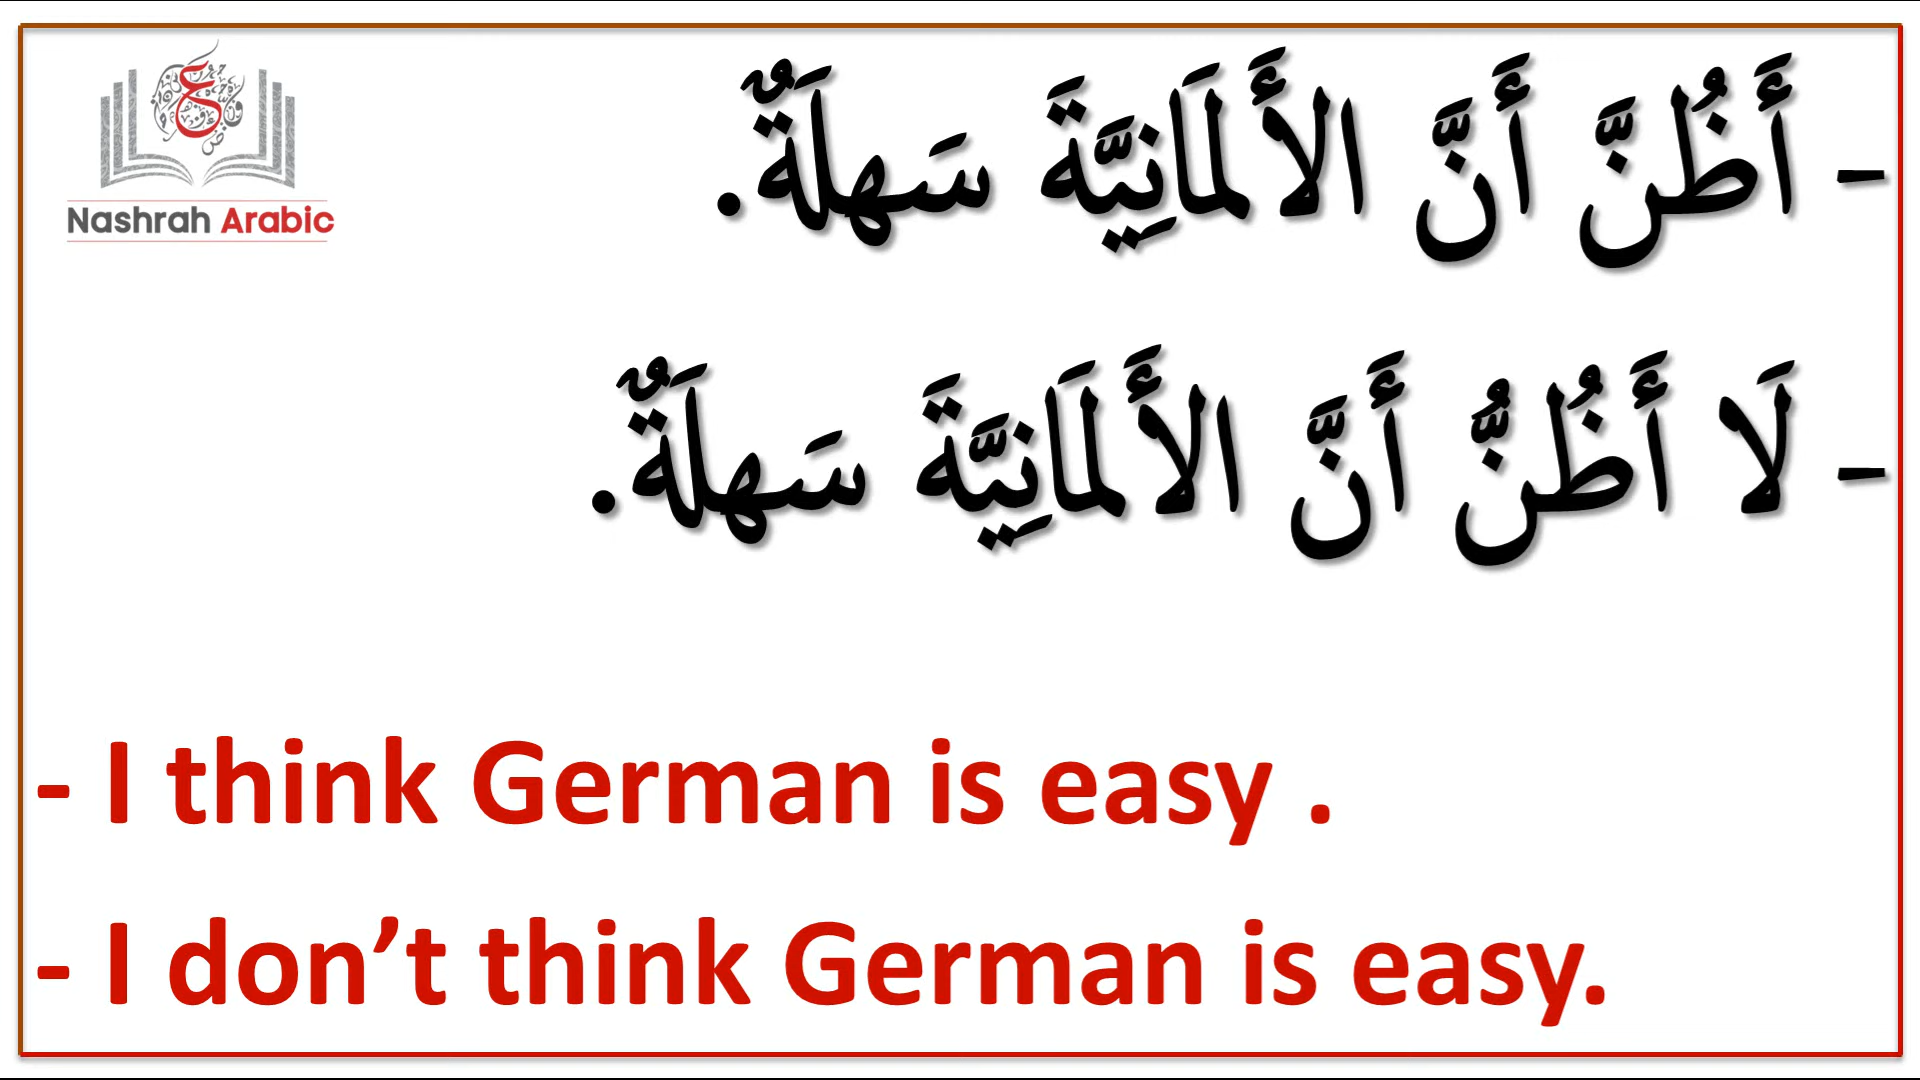 Nashrah Arabic
- أَظُنَّ أَنَّ الأَلمَانِيَّةَ سَهلَةٌ.
- لَا أَظُنُّ أَنَّ الأَلمَانِيَّةَ سَهلَةٌ.
- I think German is easy .
- I don’t think German is easy.